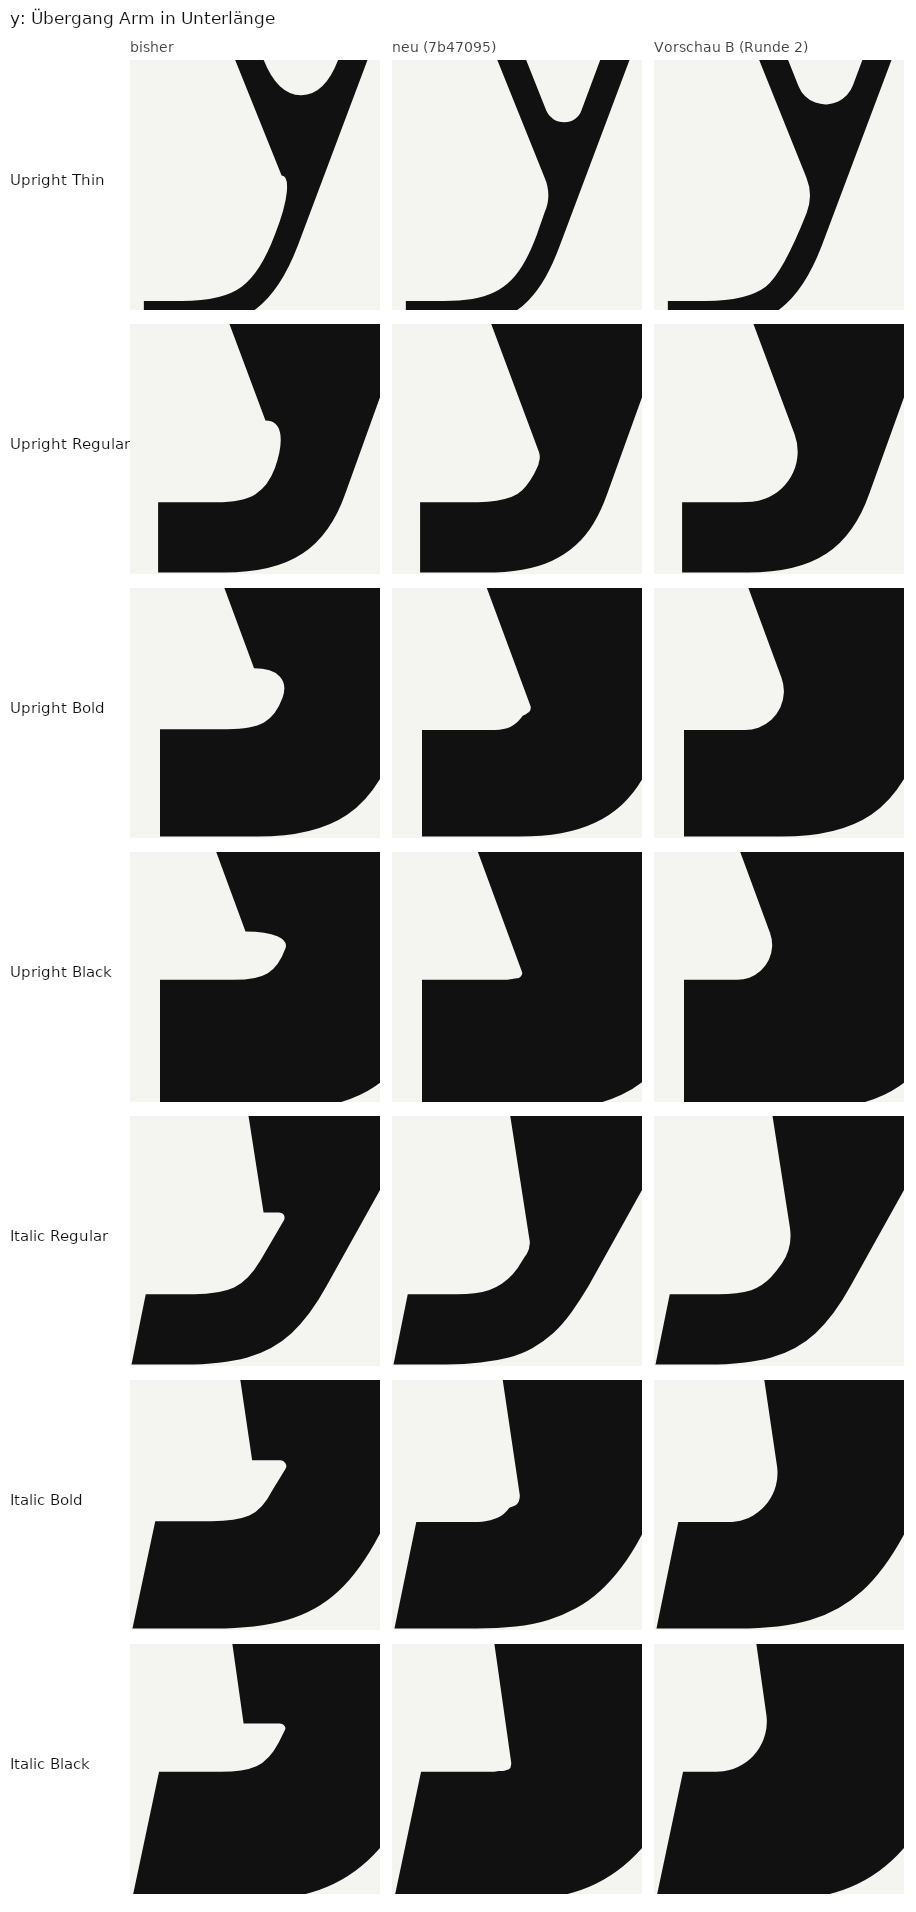 y: Übergang Arm in Unterlänge
bisher neu (7b47095) Vorschau B (Runde 2)
Upright Thin
Upright Regular
Upright Bold
Upright Black
Italic Regular
Italic Bold
Italic Black